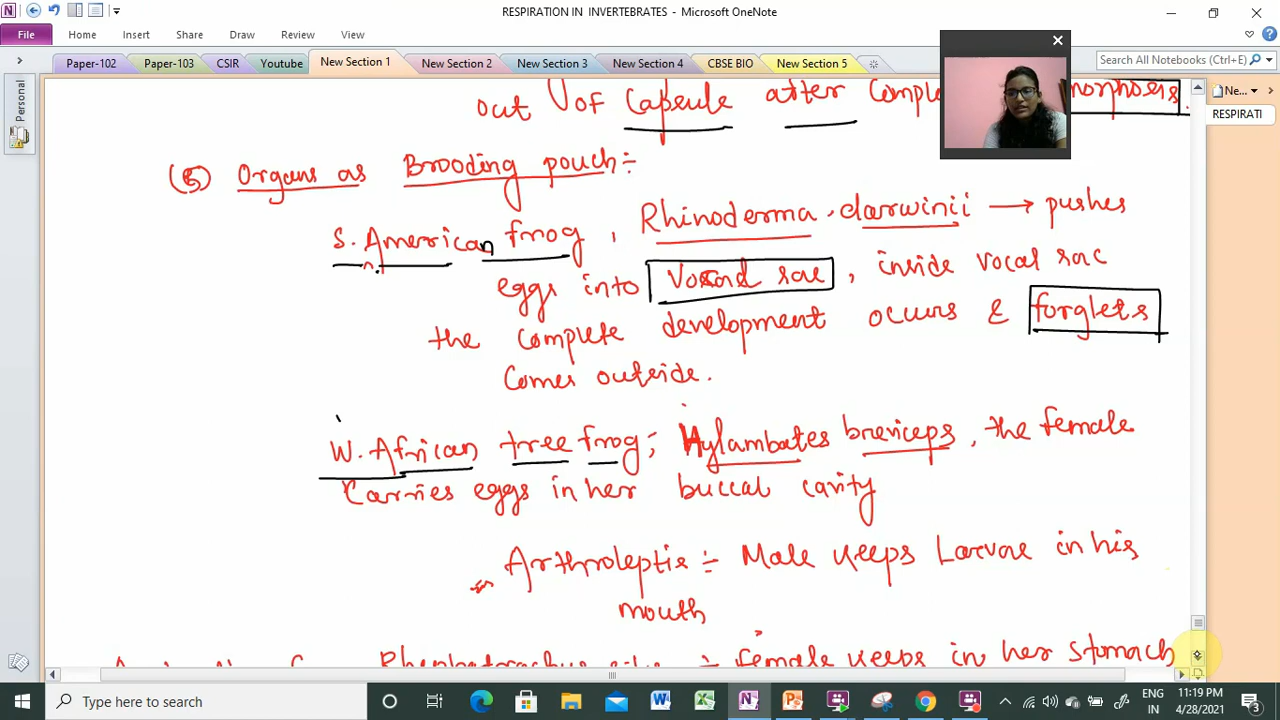 RESPIRATION IN INVERTEBRATES - Microsoft OneNote
File Home Insert Share Draw Review View
Paper-102 Paper-103 CSIR Youtube New Section 1 New Section 2 New Section 3 New Section 4 CBSE BIO New Section 5 Search All Notebooks (Ctrl+E)
Ne...
RESPIRATI
Personal
out of Capsule after
(5) Organs as Brooding pouch:-
S. American frog, Rhinoderma darwinii → pushes
eggs into sac, inside vocal sac
the complete development occurs & forglets
Comes outside.
W. African tree frog; Hylambates breviceps, the female
Carries eggs in her buccal cavity
Arthroleptis :- Male keeps Larvae in his
mouth
:- female keeps in her stomach
Type here to search
ENG 11:19 PM
IN 4/28/2021
3